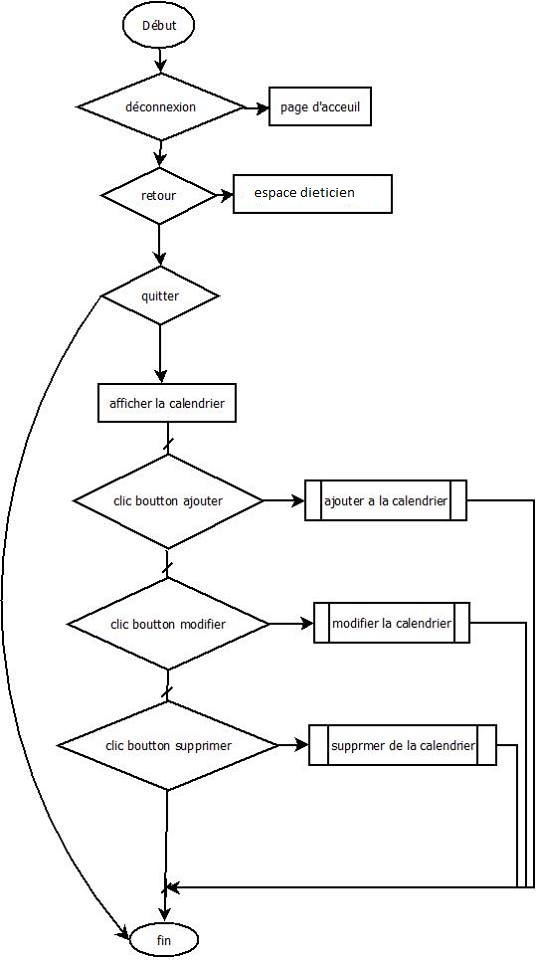 Début
déconnexion
page d'acceuil
retour
espace dieticien
quitter
afficher la calendrier
clic boutton ajouter
ajouter a la calendrier
clic boutton modifier
modifier la calendrier
clic boutton supprimer
supprmer de la calendrier
fin